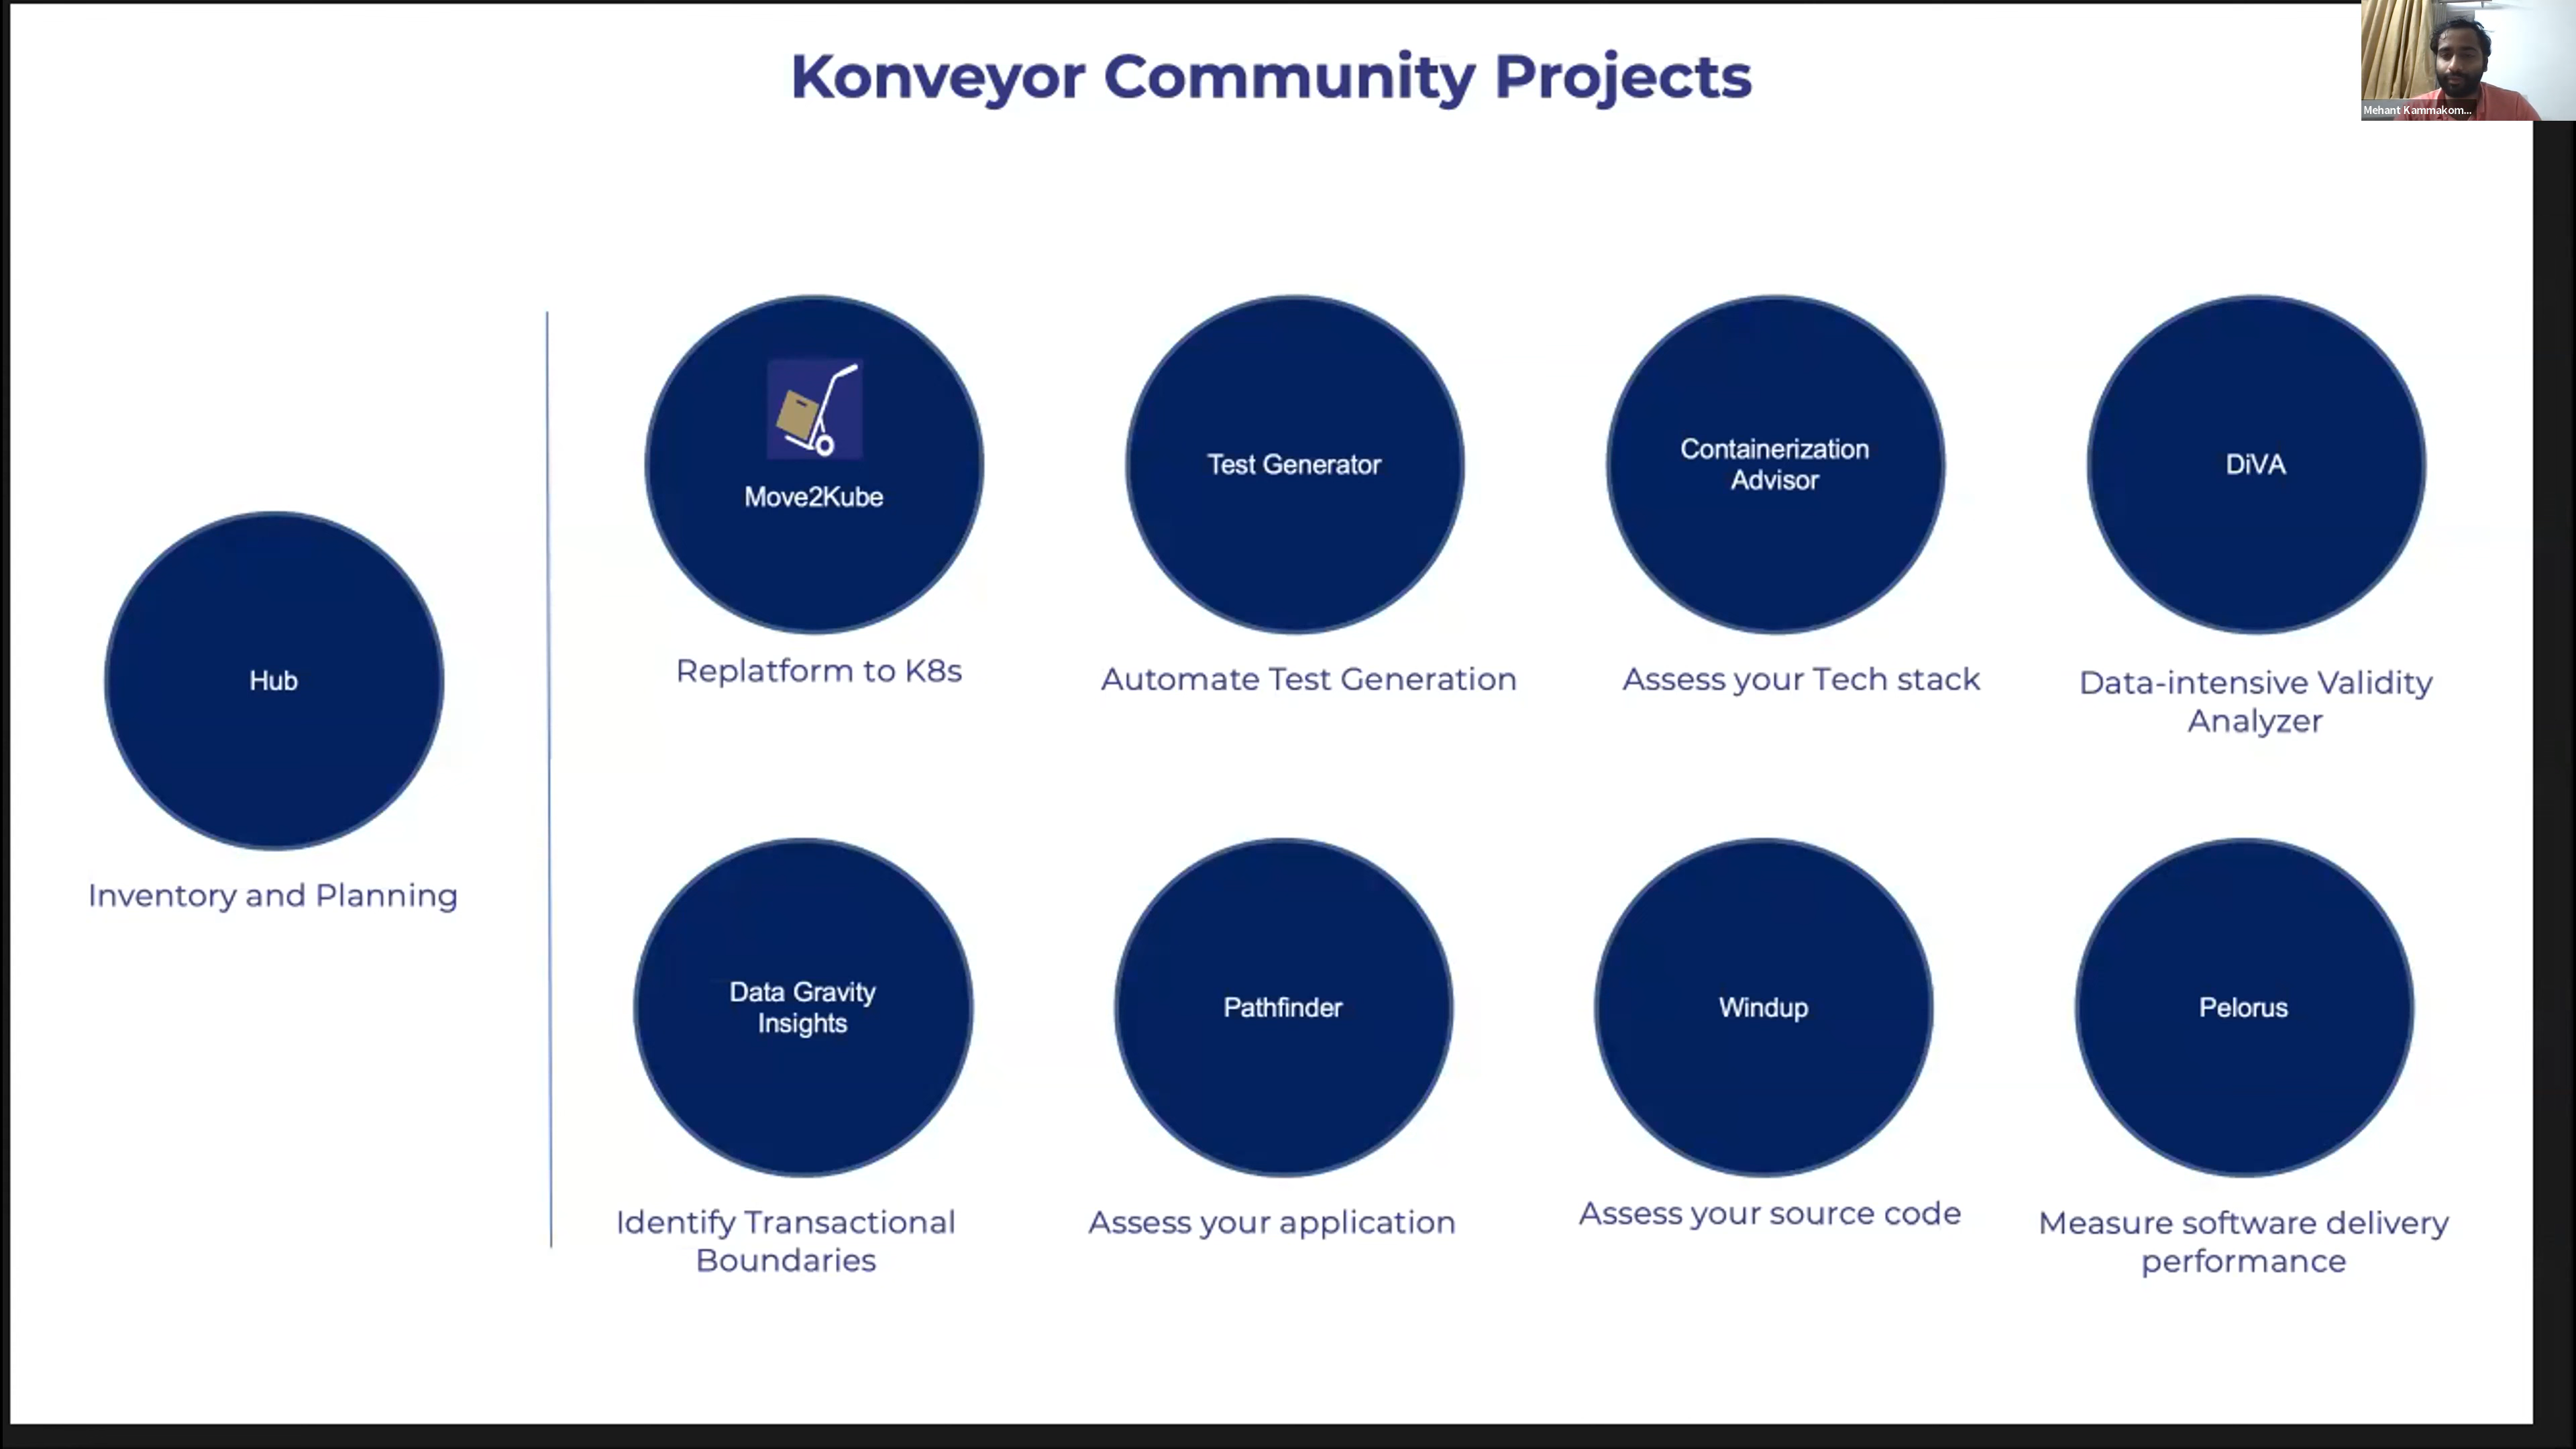 Konveyor Community Projects
Mehant Kammakom...
Hub
Inventory and Planning
Move2Kube
Replatform to K8s
Test Generator
Automate Test Generation
Containerization
Advisor
Assess your Tech stack
DiVA
Data-intensive Validity
Analyzer
Data Gravity
Insights
Identify Transactional
Boundaries
Pathfinder
Assess your application
Windup
Assess your source code
Pelorus
Measure software delivery
performance